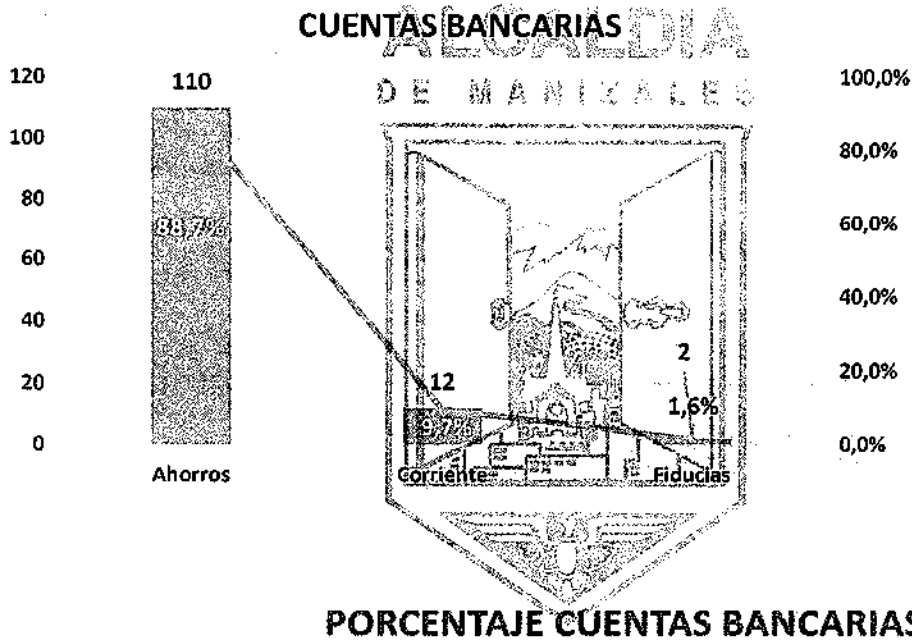 CUENTAS BANCARIAS
ALCALDIA
DE MANIZALES
120
100
80
60
40
20
0
110
88,7%
12
9,7%
2
1,6%
100,0%
80,0%
60,0%
40,0%
20,0%
0,0%
Ahorros
Corriente
Fiducias
PORCENTAJE CUENTAS BANCARIAS